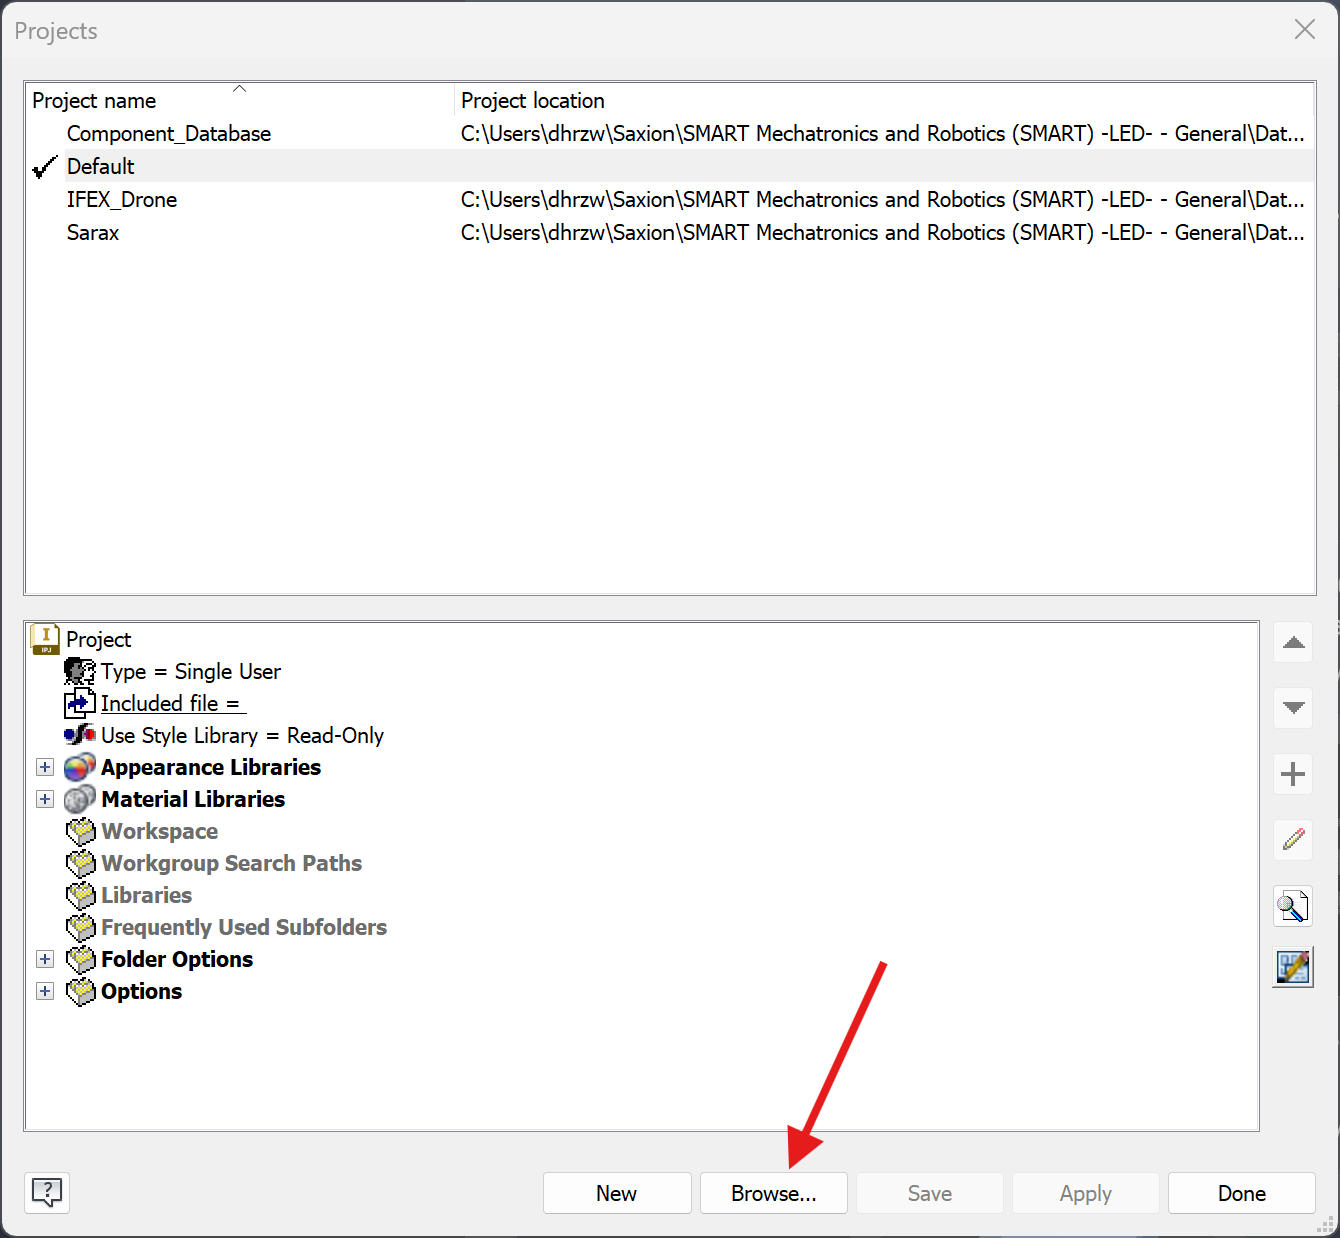 Projects
Project name Project location
Component_Database C:\Users\dhrzw\Saxion\SMART Mechatronics and Robotics (SMART) -LED- - General\Dat...
Default
IFEX_Drone C:\Users\dhrzw\Saxion\SMART Mechatronics and Robotics (SMART) -LED- - General\Dat...
Sarax C:\Users\dhrzw\Saxion\SMART Mechatronics and Robotics (SMART) -LED- - General\Dat...
I
IPJ
Project
Type = Single User
Included file =
Use Style Library = Read-Only
Appearance Libraries
Material Libraries
Workspace
Workgroup Search Paths
Libraries
Frequently Used Subfolders
Folder Options
Options
? New Browse... Save Apply Done